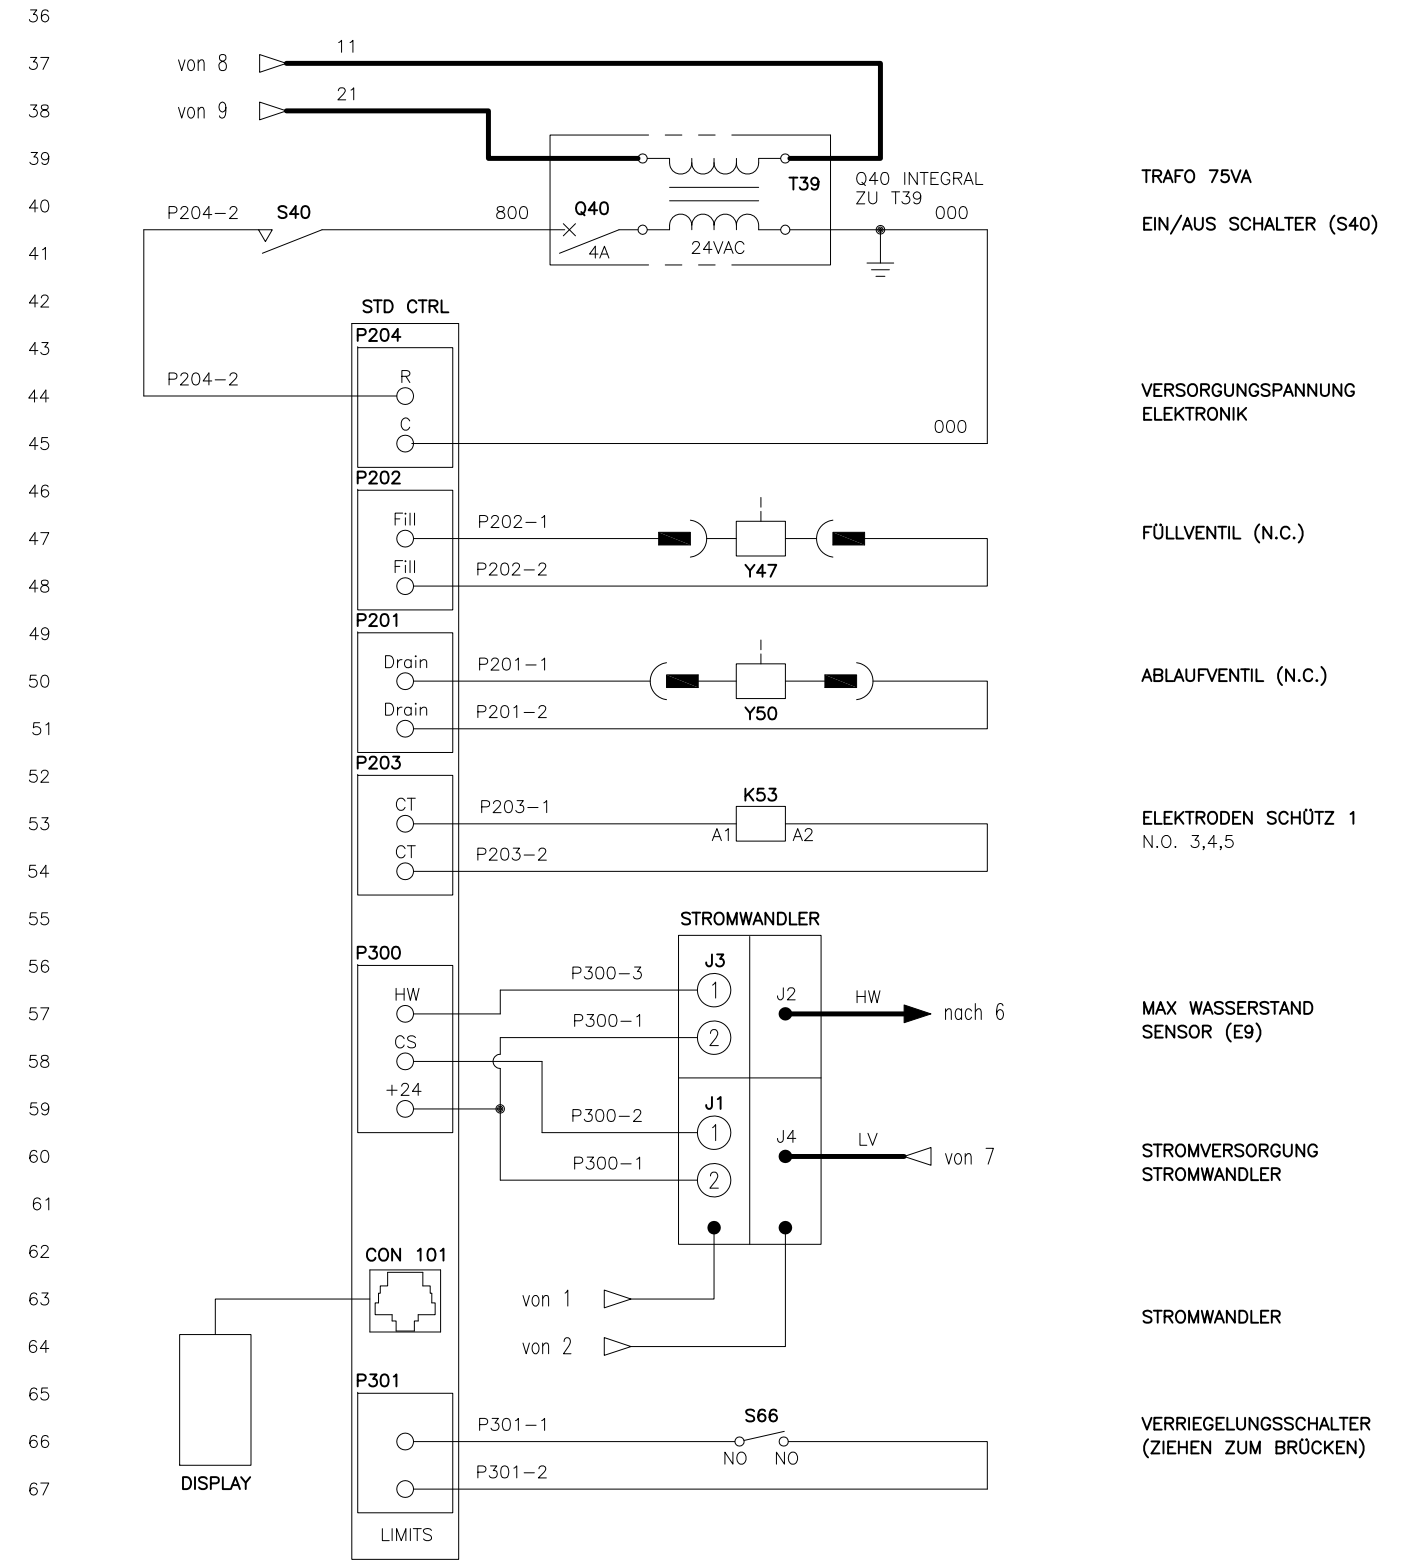 36
11
37 von 8
21
38 von 9
39
T39 Q40 INTEGRAL
ZU T39
TRAFO 75VA
40 P204-2 S40 800 Q40 000
EIN/AUS SCHALTER (S40)
41 4A 24VAC
42
STD CTRL
43 P204
44 P204-2 R
VERSORGUNGSPANNUNG
ELEKTRONIK
45 C 000
46 P202
47 Fill P202-1
FÜLLVENTIL (N.C.)
48 Fill P202-2 Y47
49 P201
50 Drain P201-1
ABLAUFVENTIL (N.C.)
51 Drain P201-2 Y50
52 P203
53 CT P203-1 K53 A1 A2
ELEKTRODEN SCHÜTZ 1
N.O. 3,4,5
54 CT P203-2
55 STROMWANDLER
56 P300 P300-3 J3 1
57 HW P300-1 2 J2 HW nach 6
MAX WASSERSTAND
SENSOR (E9)
58 CS
59 +24 P300-2 J1 1
60 P300-1 2 J4 LV von 7
STROMVERSORGUNG
STROMWANDLER
61
62 CON 101
63 von 1
STROMWANDLER
64 von 2
65 P301
66 P301-1 S66 NO NO
VERRIEGELUNGSSCHALTER
(ZIEHEN ZUM BRÜCKEN)
67 DISPLAY P301-2
LIMITS